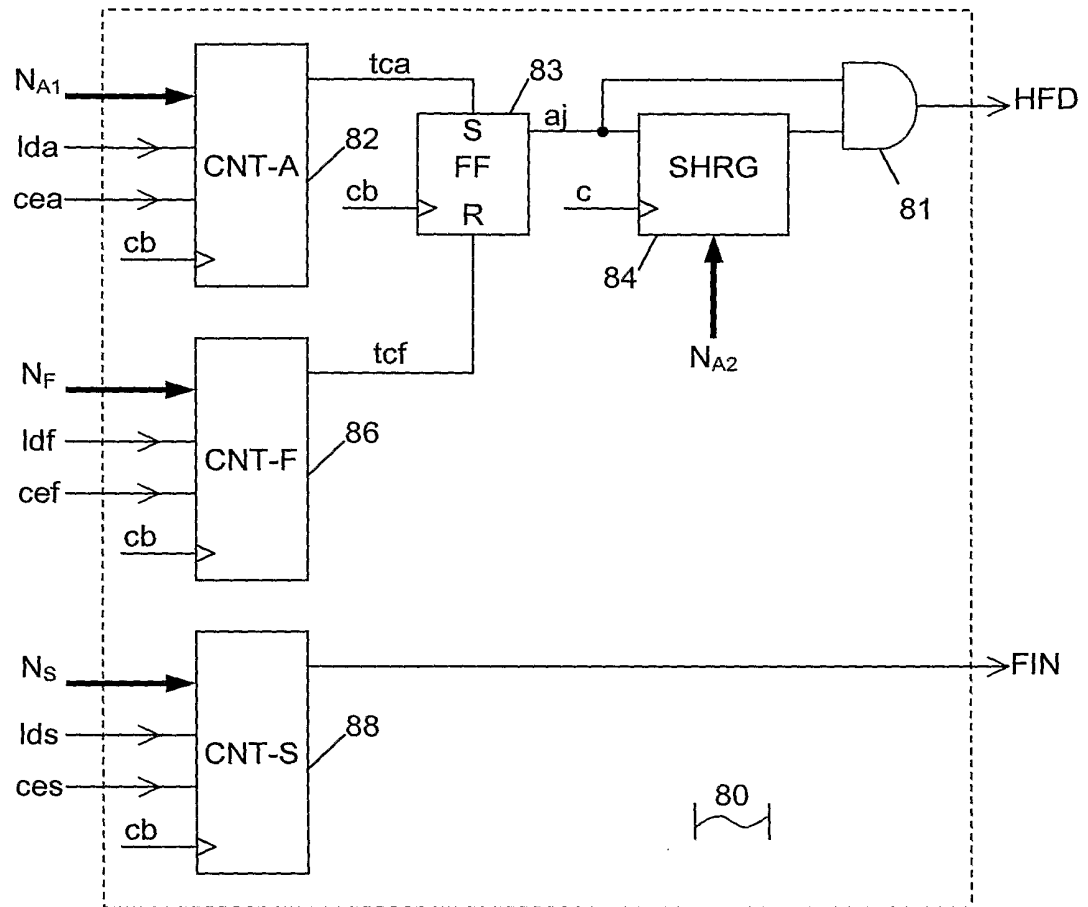 N_A1
lda
cea
cb
CNT-A
82
tca
S
FF
R
cb
83
aj
c
SHRG
84
N_A2
81
HFD
N_F
ldf
cef
cb
CNT-F
86
tcf
N_S
lds
ces
cb
CNT-S
88
FIN
80